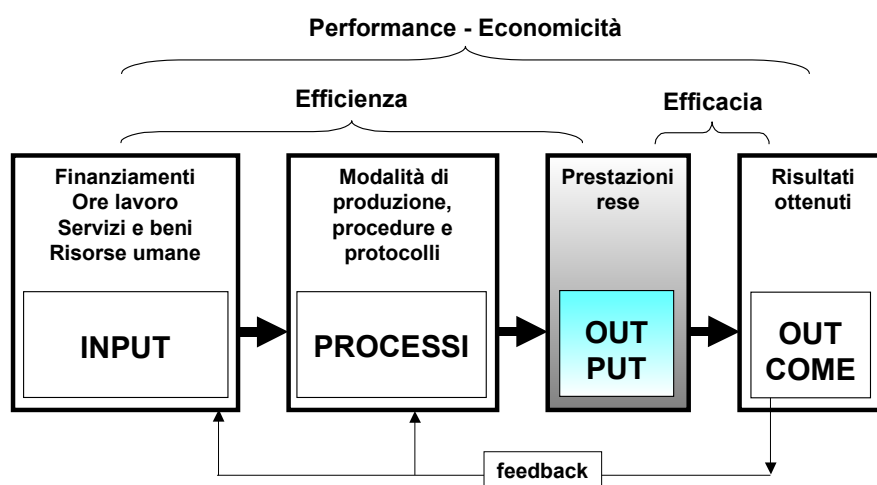 Performance - Economicità
Efficienza
Efficacia
Finanziamenti
Ore lavoro
Servizi e beni
Risorse umane
INPUT
Modalità di
produzione,
procedure e
protocolli
PROCESSI
Prestazioni
rese
OUT
PUT
Risultati
ottenuti
OUT
COME
feedback